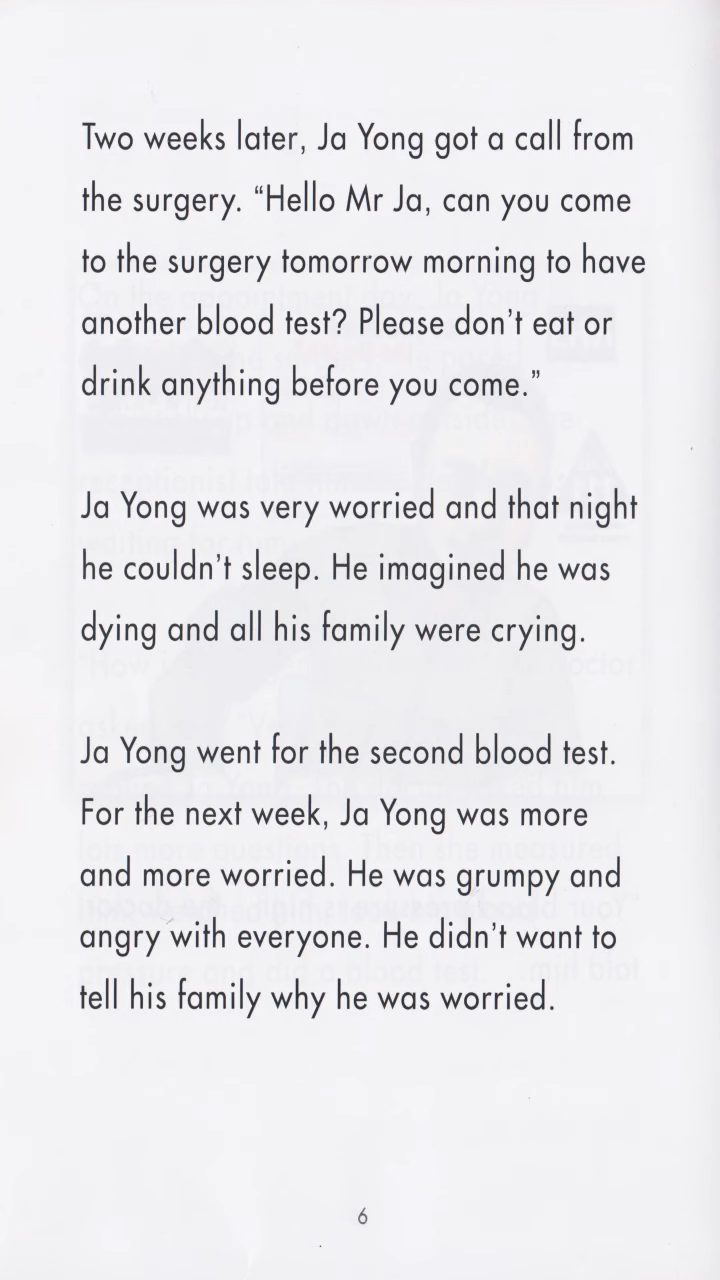 Two weeks later, Ja Yong got a call from
the surgery. “Hello Mr Ja, can you come
to the surgery tomorrow morning to have
another blood test? Please don’t eat or
drink anything before you come.”
Ja Yong was very worried and that night
he couldn’t sleep. He imagined he was
dying and all his family were crying.
Ja Yong went for the second blood test.
For the next week, Ja Yong was more
and more worried. He was grumpy and
angry with everyone. He didn’t want to
tell his family why he was worried.
6